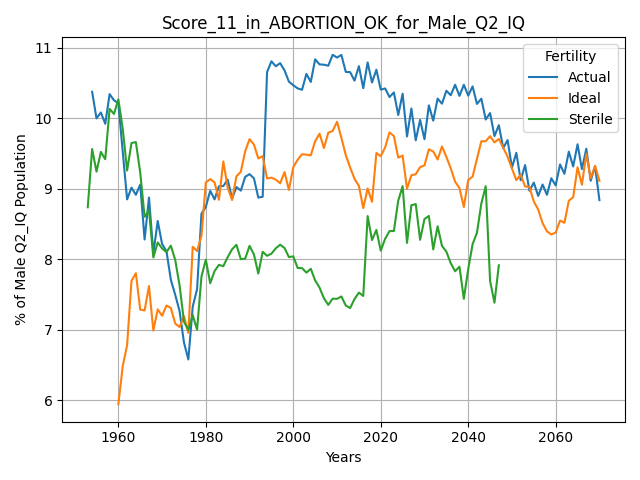 Score_11_in_ABORTION_OK_for_Male_Q2_IQ
% of Male Q2_IQ Population
11
10
9
8
7
6
Fertility
Actual
Ideal
Sterile
1960 1980 2000 2020 2040 2060
Years